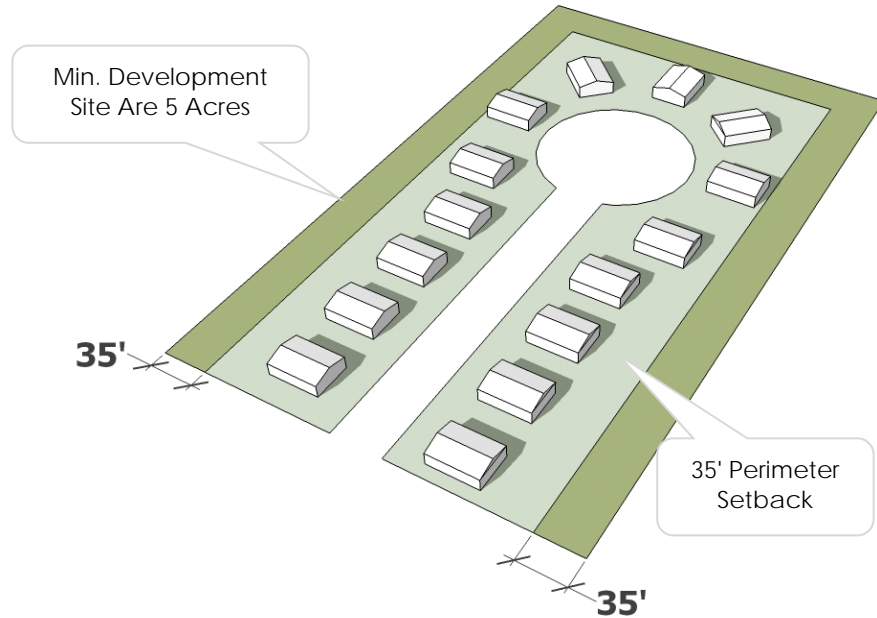 Min. Development
Site Are 5 Acres
35'
35' Perimeter
Setback
35'